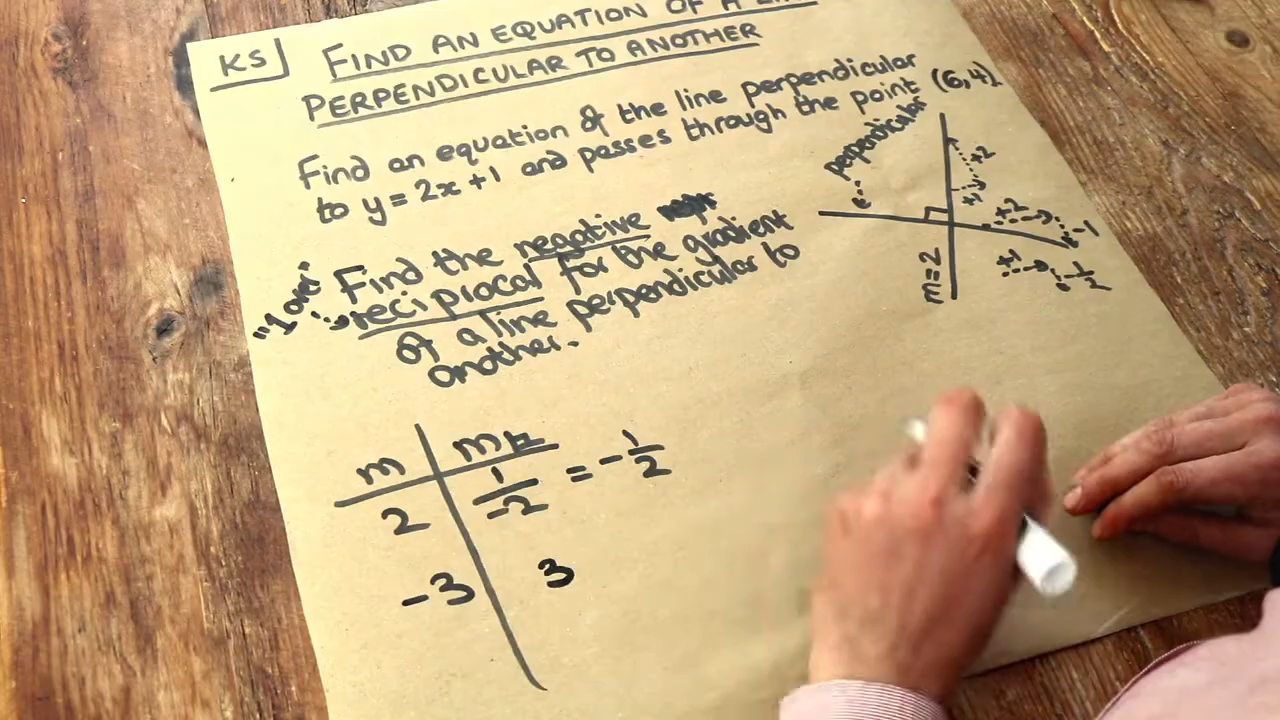 KS
FIND AN EQUATION OF A
PERPENDICULAR TO ANOTHER
Find an equation of the line perpendicular
to y = 2x + 1 and passes through the point (6,4)
Perpendicular
+2
+1
m = 2
+2
-1
+1
-1/2
Find the negative
"1 over" reciprocal for the gradient
of a line perpendicular to
another.
m m⊥
2 1/-2 = -1/2
-3 3